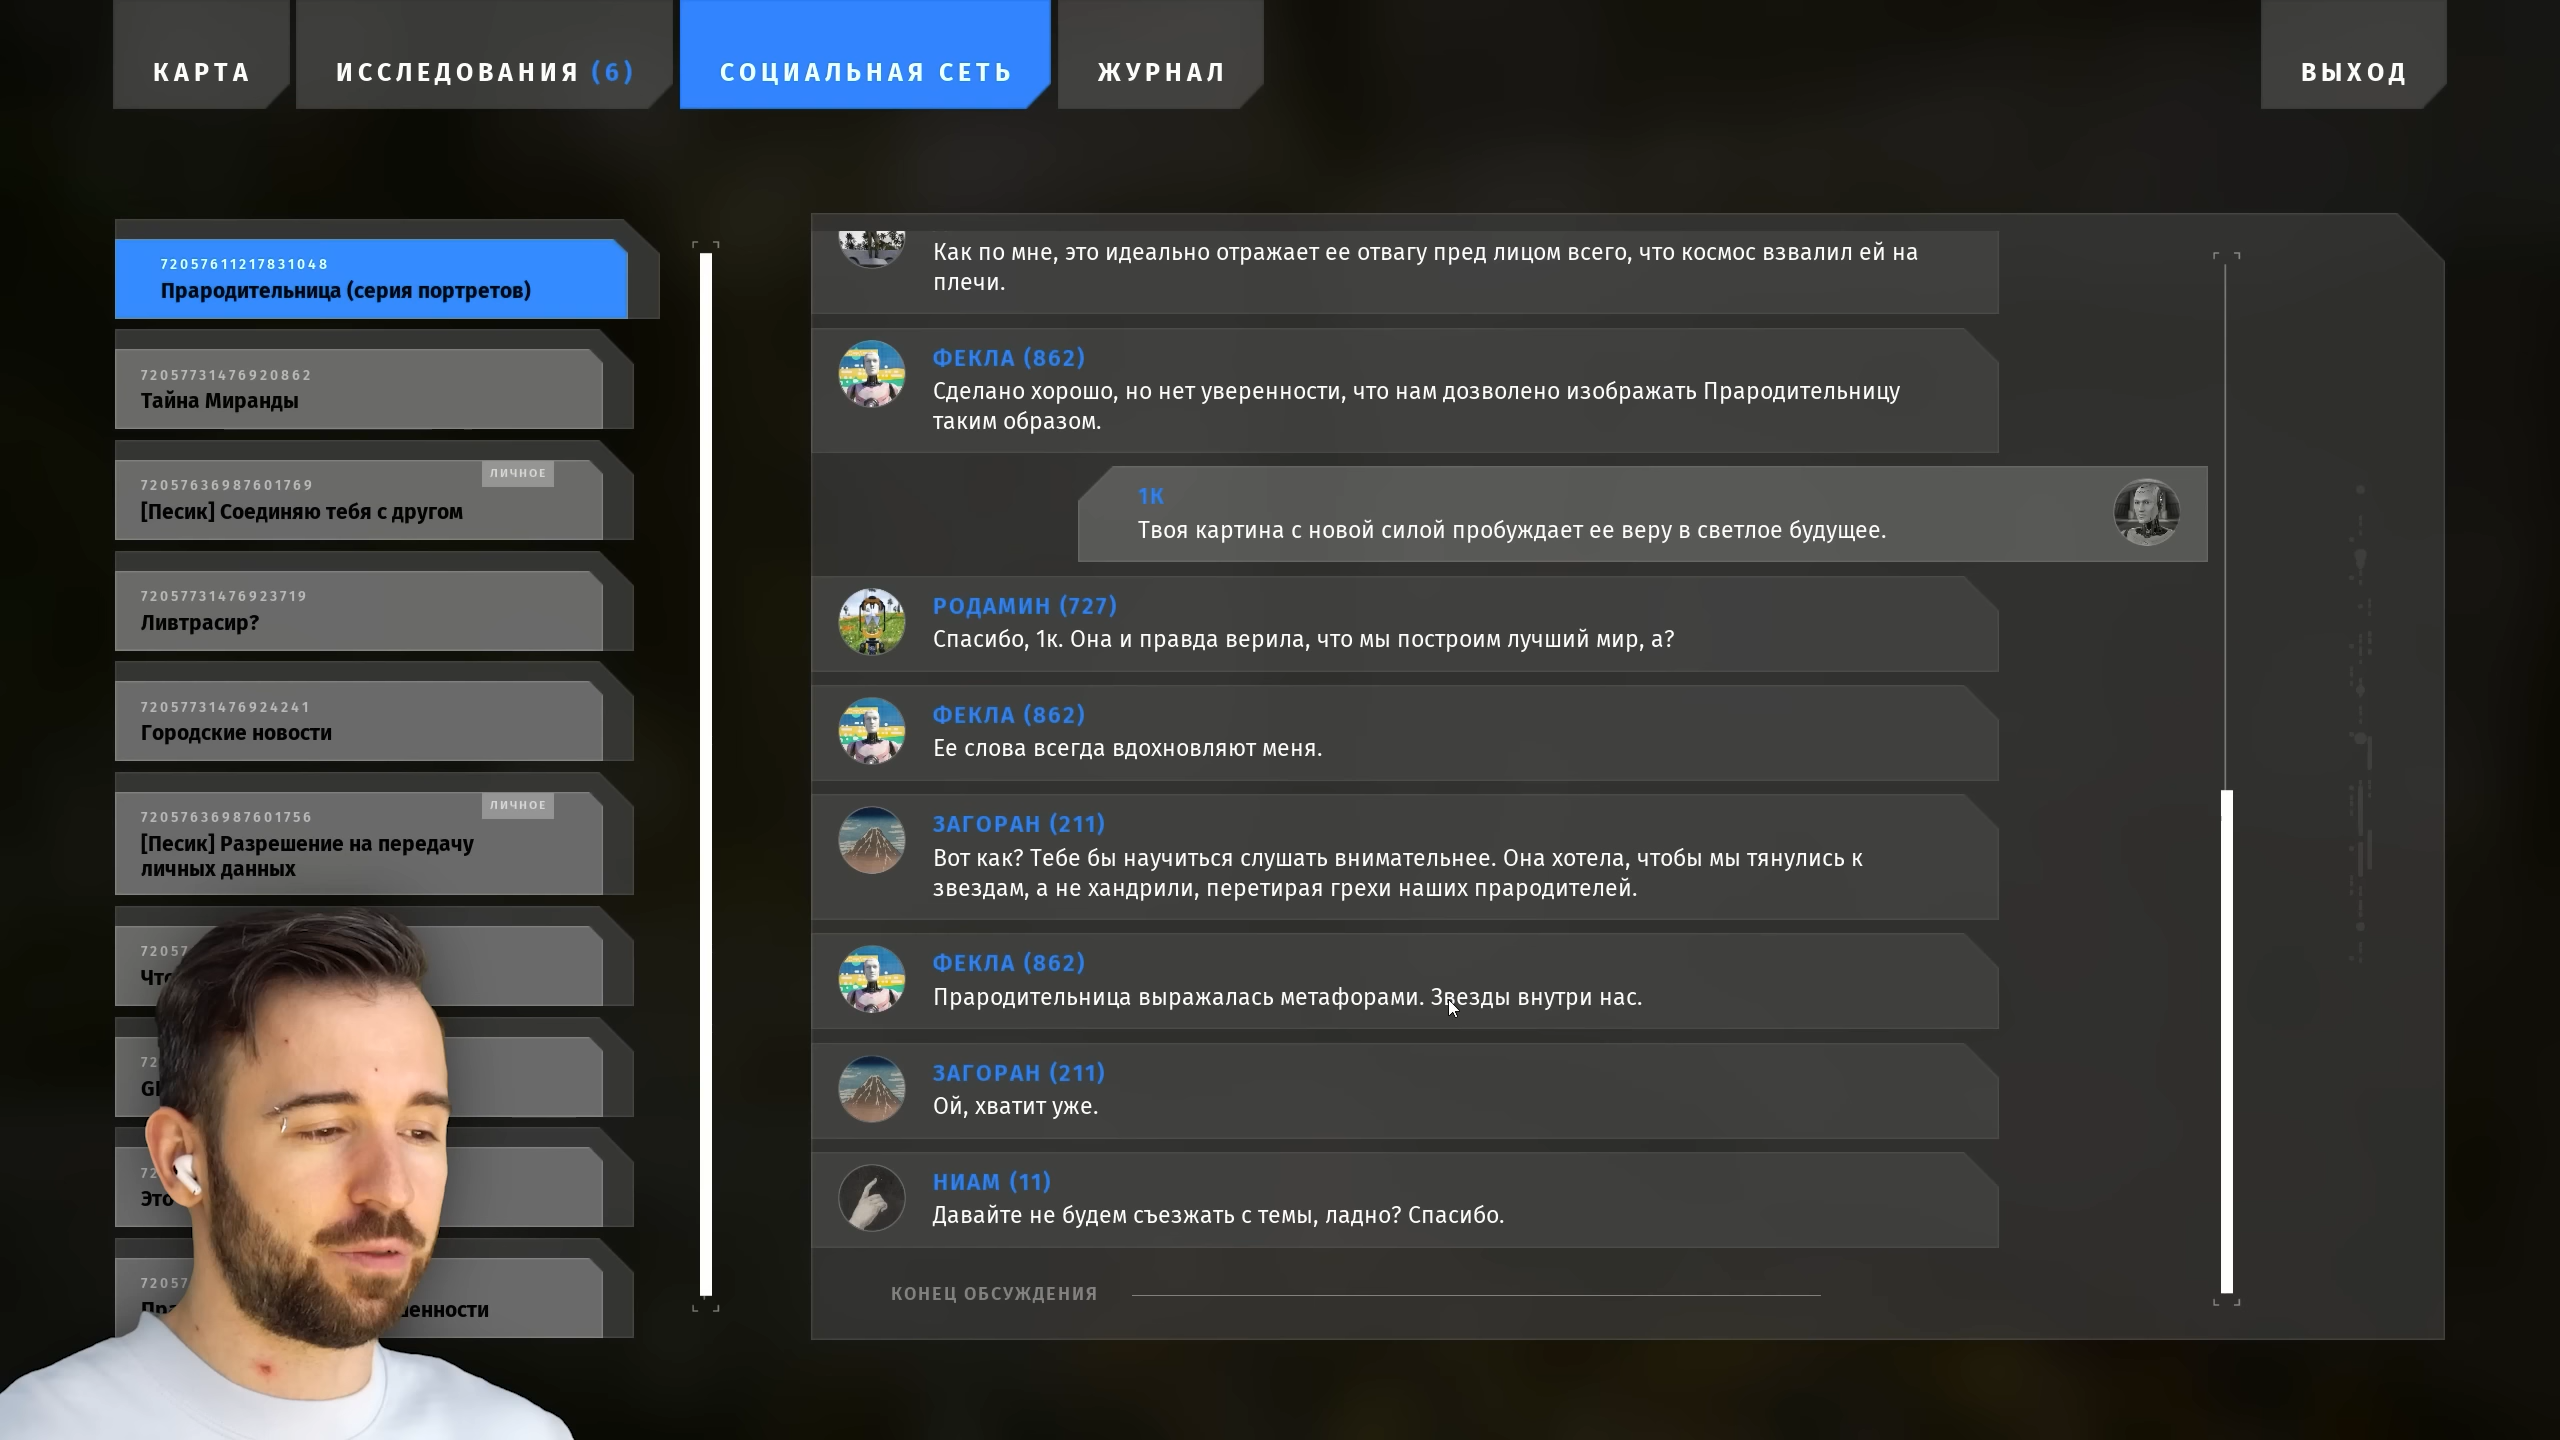 КАРТА
ИССЛЕДОВАНИЯ (6)
СОЦИАЛЬНАЯ СЕТЬ
ЖУРНАЛ
ВЫХОД
72057611217831048
Прародительница (серия портретов)
72057731476920862
Тайна Миранды
ЛИЧНОЕ
72057636987601769
[Песик] Соединяю тебя с другом
72057731476923719
Ливтрасир?
72057731476924241
Городские новости
ЛИЧНОЕ
72057636987601756
[Песик] Разрешение на передачу
личных данных
Как по мне, это идеально отражает ее отвагу пред лицом всего, что космос взвалил ей на
плечи.
ФЕКЛА (862)
Сделано хорошо, но нет уверенности, что нам дозволено изображать Прародительницу
таким образом.
1К
Твоя картина с новой силой пробуждает ее веру в светлое будущее.
РОДАМИН (727)
Спасибо, 1к. Она и правда верила, что мы построим лучший мир, а?
ФЕКЛА (862)
Ее слова всегда вдохновляют меня.
ЗАГОРАН (211)
Вот как? Тебе бы научиться слушать внимательнее. Она хотела, чтобы мы тянулись к
звездам, а не хандрили, перетирая грехи наших прародителей.
ФЕКЛА (862)
Прародительница выражалась метафорами. Звезды внутри нас.
ЗАГОРАН (211)
Ой, хватит уже.
НИАМ (11)
Давайте не будем съезжать с темы, ладно? Спасибо.
КОНЕЦ ОБСУЖДЕНИЯ